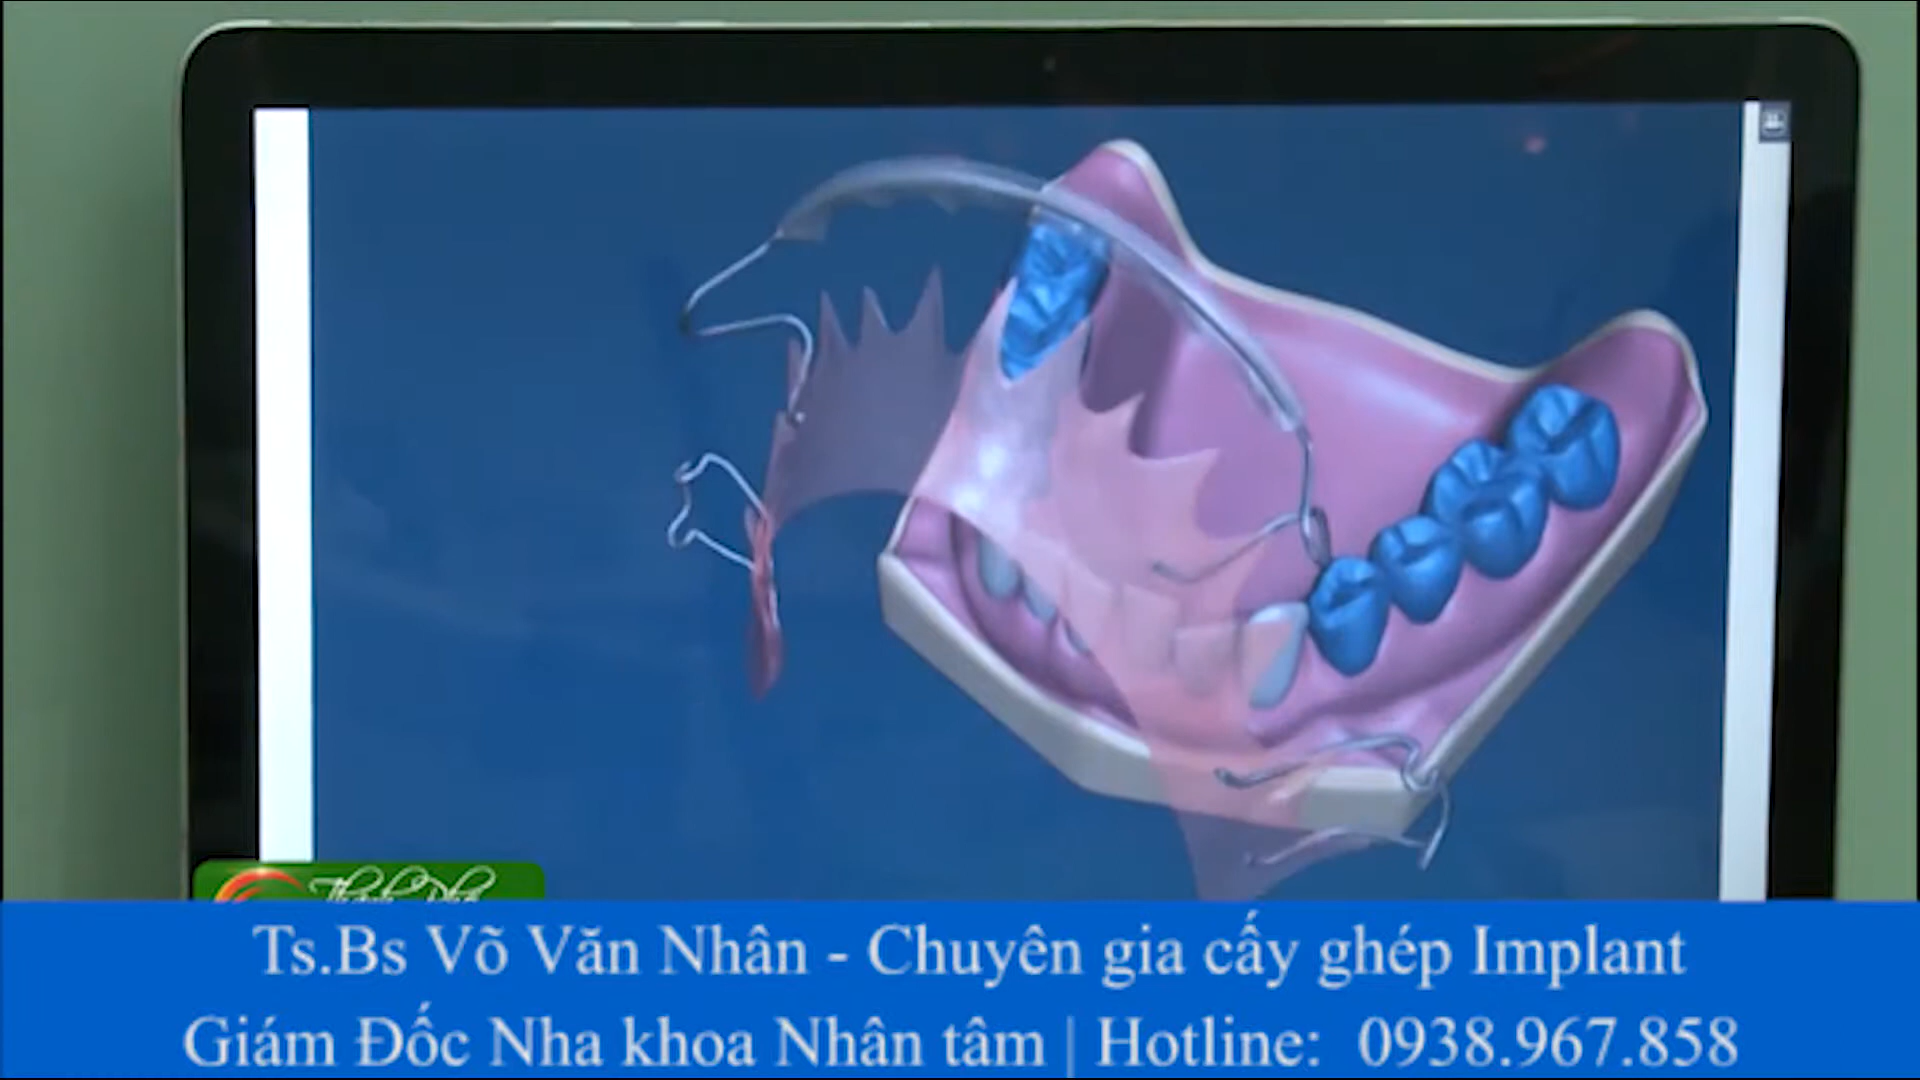 Ts.Bs Võ Văn Nhân - Chuyên gia cấy ghép Implant
Giám Đốc Nha khoa Nhân tâm | Hotline: 0938.967.858